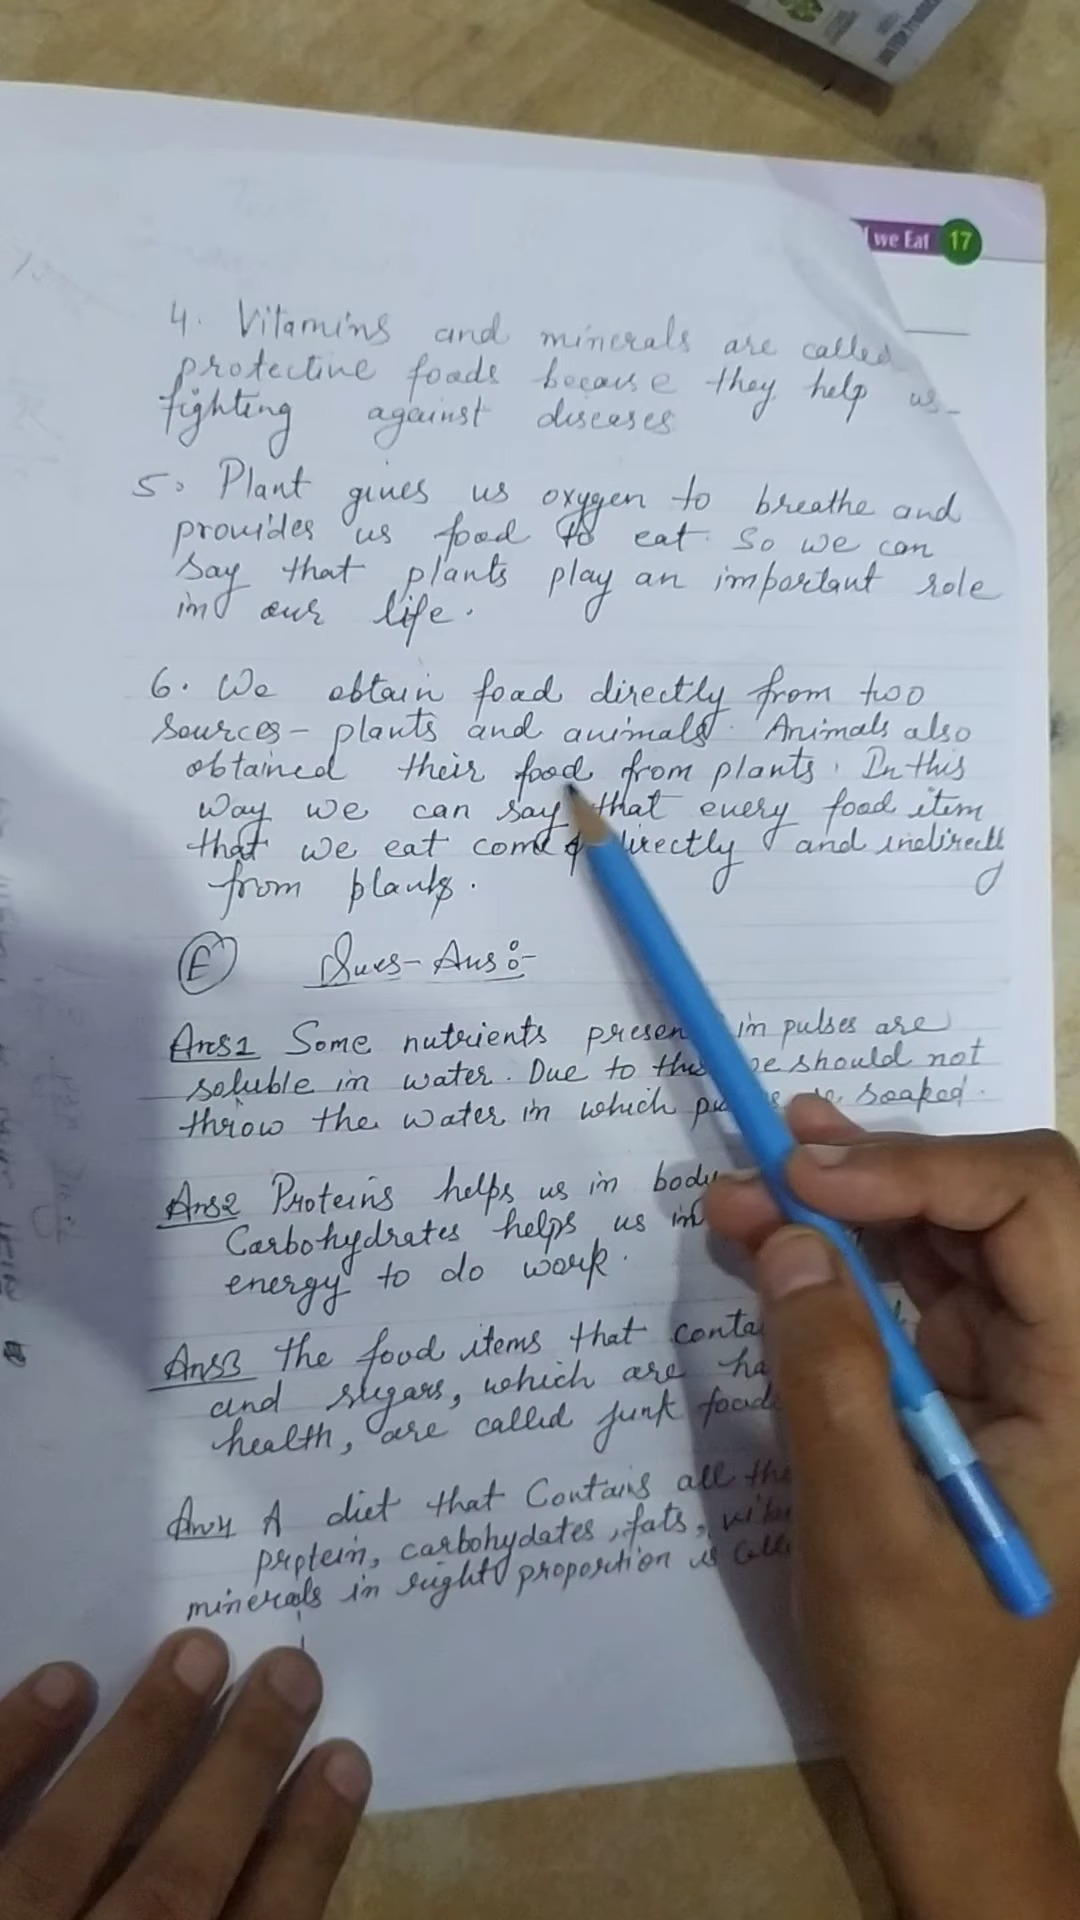 we Eat 17
4. Vitamins and minerals are called
protective foods because they help us
fighting against diseases
5. Plant gives us oxygen to breathe and
provides us food to eat. So we can
say that plants play an important role
in our life.
6. We obtain food directly from two
sources - plants and animals. Animals also
obtained their food from plants. In this
way we can say that every food item
that we eat come directly and indirectly
from plants.
E Ques-Ans:-
Ans1 Some nutrients present in pulses are
soluble in water. Due to this we should not
throw the water in which soaked.
Ans2 Proteins helps us in body
Carbohydrates helps us in
energy to do work.
Ans3 the food items that
and sugars, which are
health, are called junk food
Ans4 A diet that Contains all the
protein, carbohydates, fats,
minerals in right proportion is